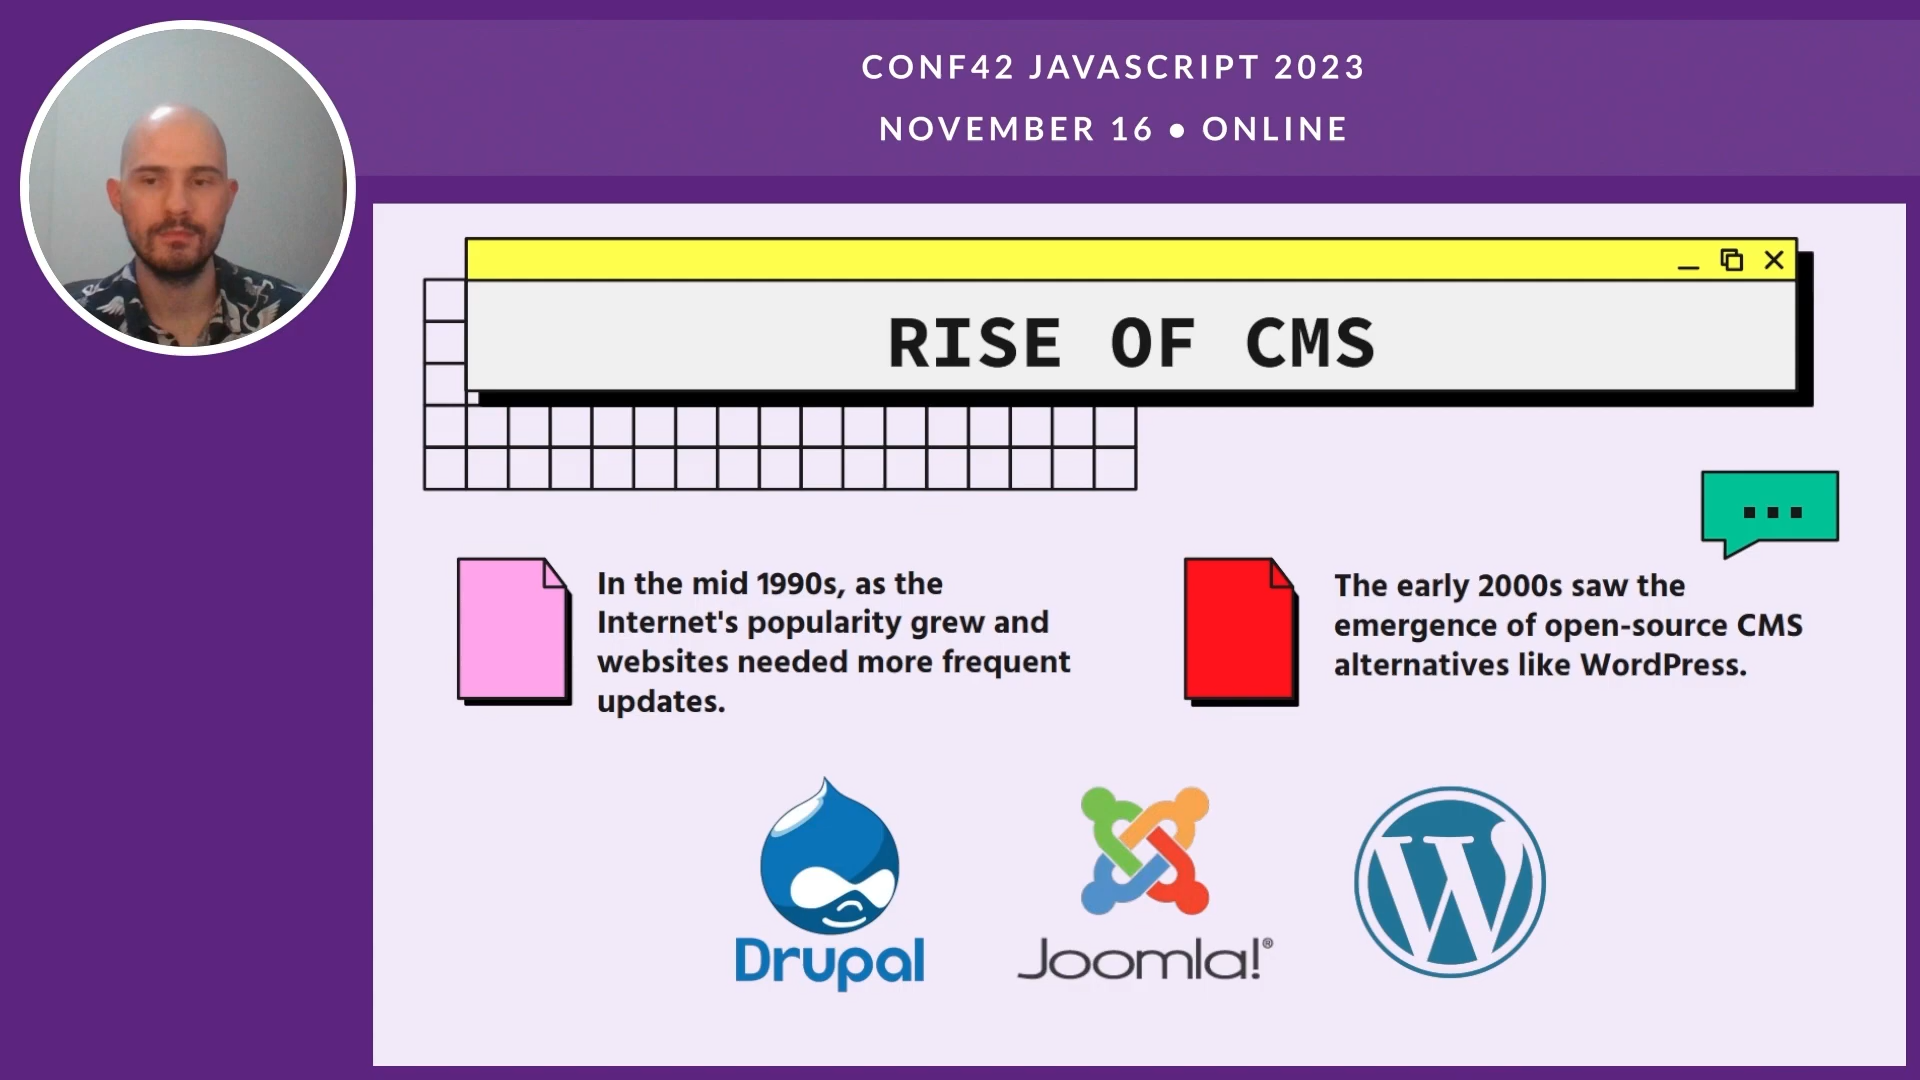 CONF42 JAVASCRIPT 2023
NOVEMBER 16 • ONLINE
RISE OF CMS
In the mid 1990s, as the
Internet's popularity grew and
websites needed more frequent
updates.
The early 2000s saw the
emergence of open-source CMS
alternatives like WordPress.
Drupal
Joomla!®
W